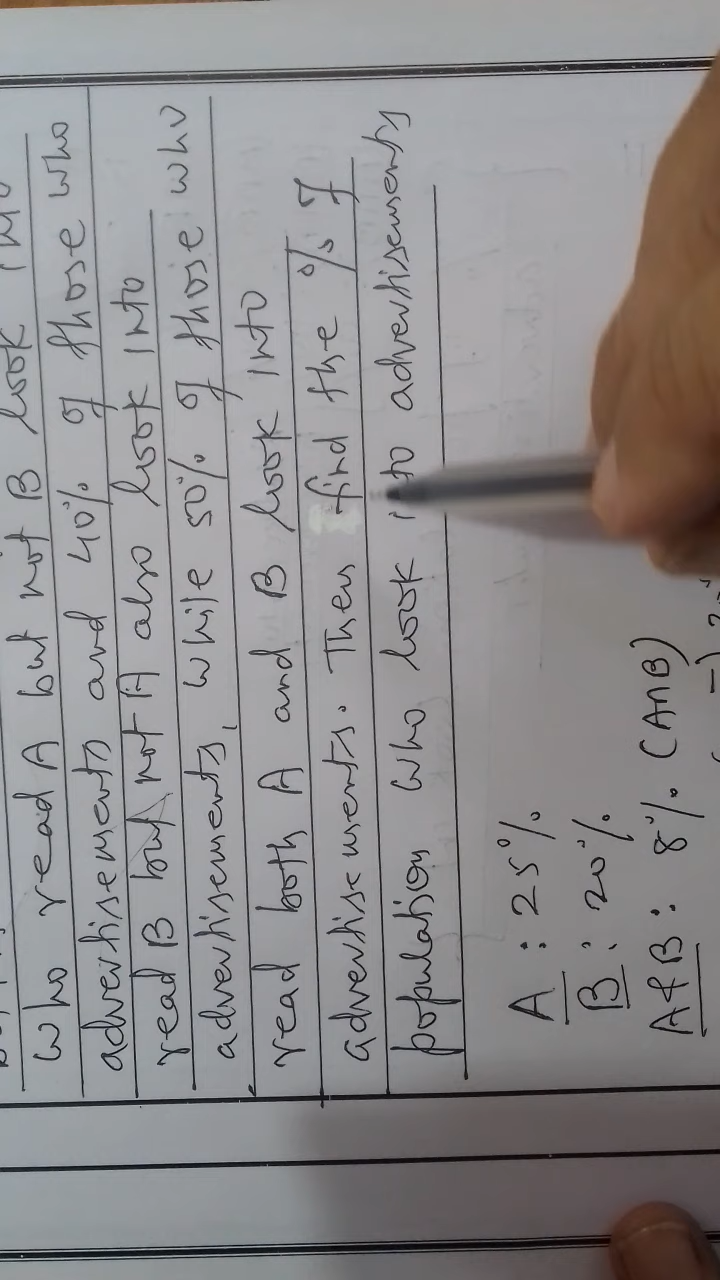 who read A but not B look into
advertisements and 40% of those who
read B but not A also look into
advertisements, while 50% of those who
read both A and B look into
advertisements. Then find the % of
population who look into advertisements
A : 25%
B : 20%
A & B : 8% (A∩B)